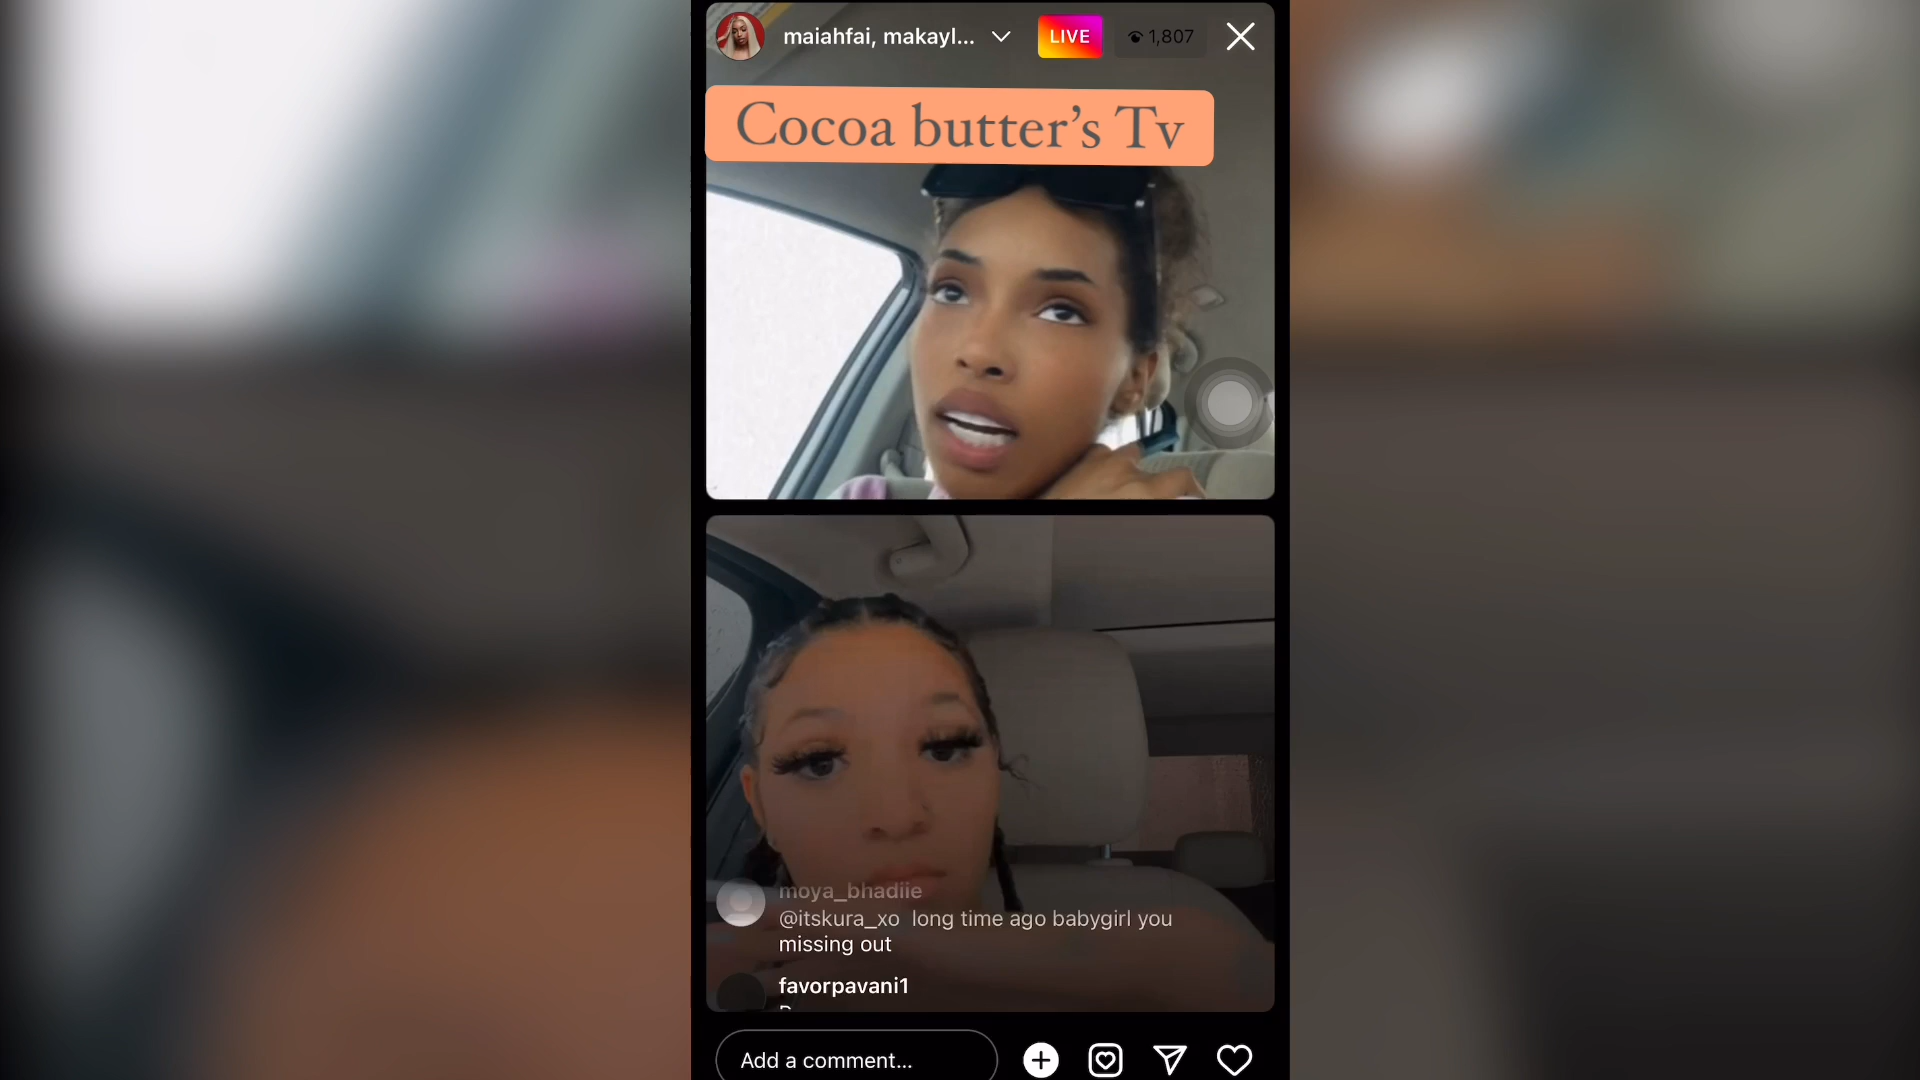 maiahfai, makayl...
LIVE
1,807
Cocoa butter's Tv
moya_bhadiie
@itskura_xo long time ago babygirl you
missing out
favorpavani1
Add a comment...